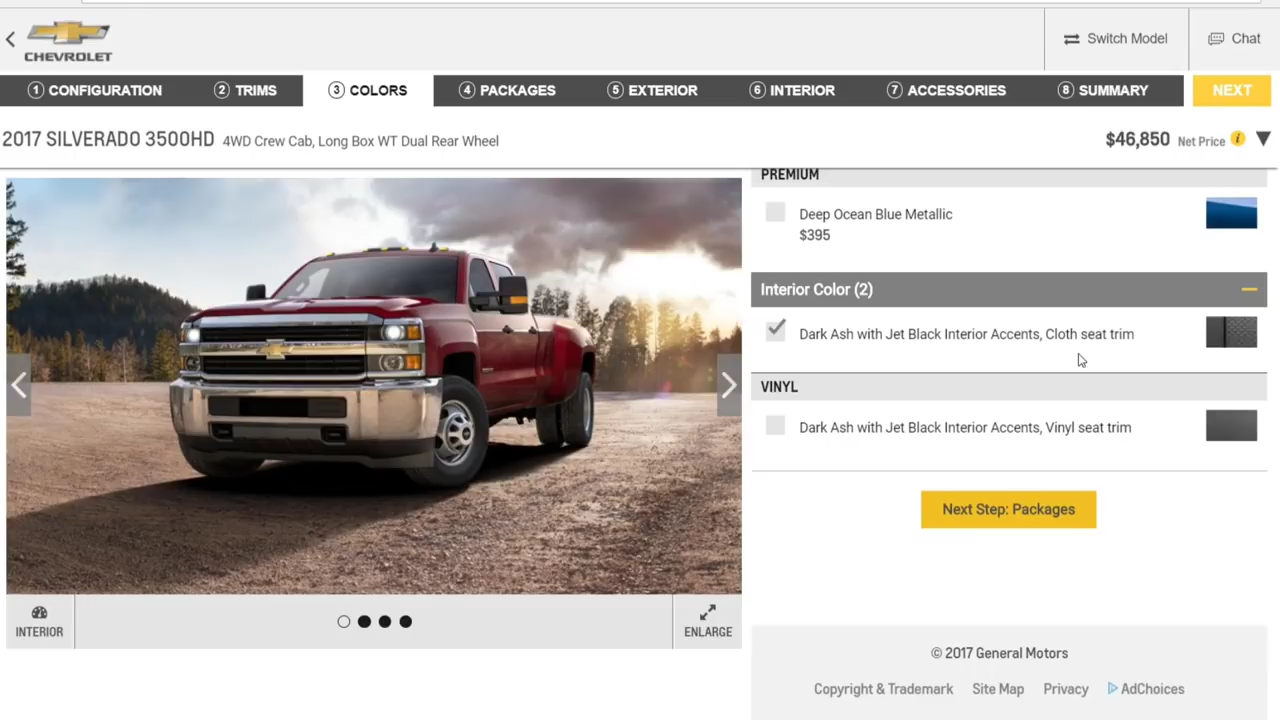 CHEVROLET
Switch Model
Chat
1 CONFIGURATION
2 TRIMS
3 COLORS
4 PACKAGES
5 EXTERIOR
6 INTERIOR
7 ACCESSORIES
8 SUMMARY
NEXT
2017 SILVERADO 3500HD 4WD Crew Cab, Long Box WT Dual Rear Wheel
$46,850 Net Price i
PREMIUM
Deep Ocean Blue Metallic
$395
Interior Color (2)
Dark Ash with Jet Black Interior Accents, Cloth seat trim
VINYL
Dark Ash with Jet Black Interior Accents, Vinyl seat trim
Next Step: Packages
INTERIOR
ENLARGE
© 2017 General Motors
Copyright & Trademark
Site Map
Privacy
AdChoices